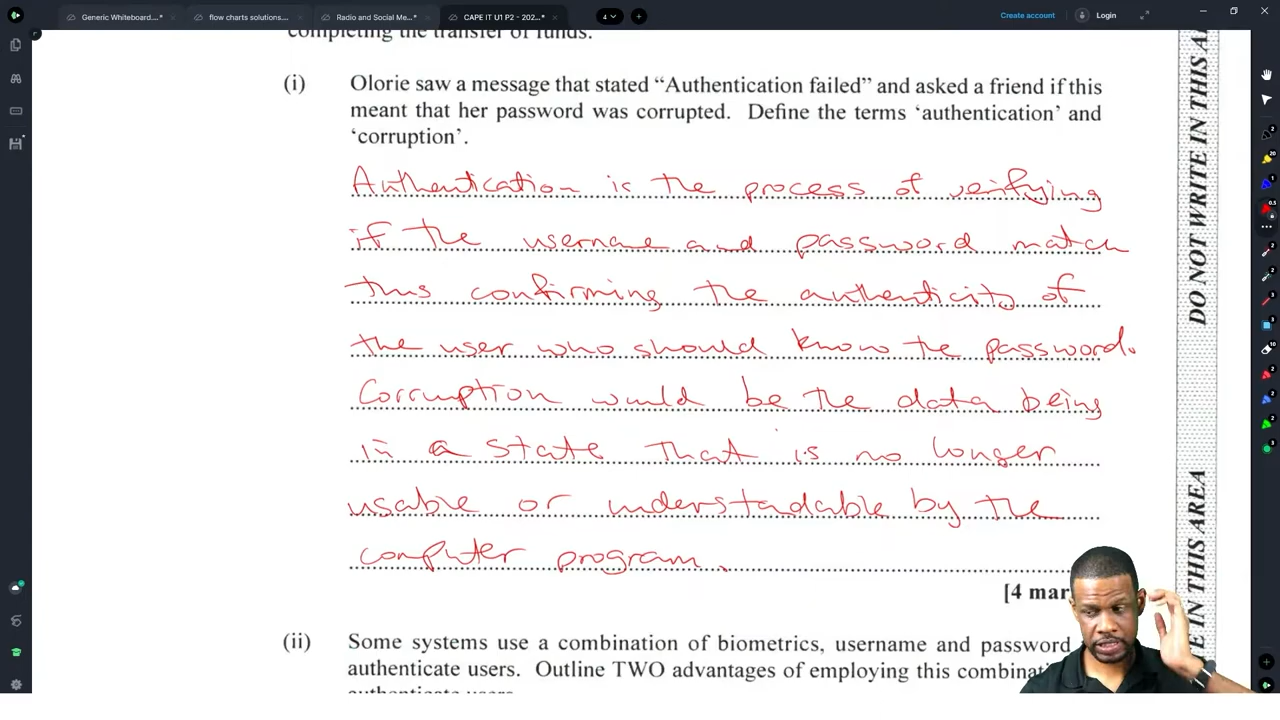 Generic Whiteboard....*
flow charts solutions....
Radio and Social Me...*
CAPE IT U1 P2 - 202...*
4
Create account
Login
completing the transfer of funds.
(i) Olorie saw a message that stated “Authentication failed” and asked a friend if this
meant that her password was corrupted. Define the terms ‘authentication’ and
‘corruption’.
Authentication is the process of verifying
if the username and password match
thus confirming the authenticity of
the user who should know the password.
Corruption would be the data being
in a state that is no longer
usable or understadable by the
computer program.
[4 mar
(ii) Some systems use a combination of biometrics, username and password
authenticate users. Outline TWO advantages of employing this combina
authenticate users.
DO NOT WRITE IN THIS A
E IN THIS AREA